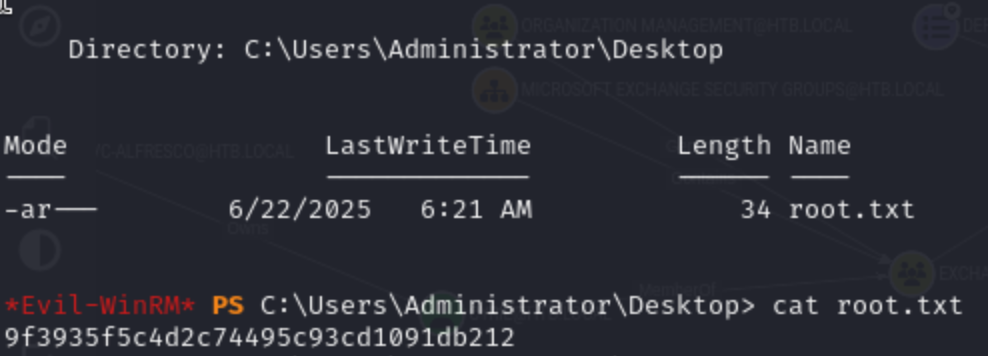 ORGANIZATION MANAGEMENT@HTB.LOCAL
Directory: C:\Users\Administrator\Desktop
MICROSOFT EXCHANGE SECURITY GROUPS@HTB.LOCAL
Mode LastWriteTime Length Name
VC-ALFRESCO@HTB.LOCAL
-ar--- 6/22/2025 6:21 AM 34 root.txt
Owns
EXCHA
MemberOf
*Evil-WinRM* PS C:\Users\Administrator\Desktop> cat root.txt
9f3935f5c4d2c74495c93cd1091db212